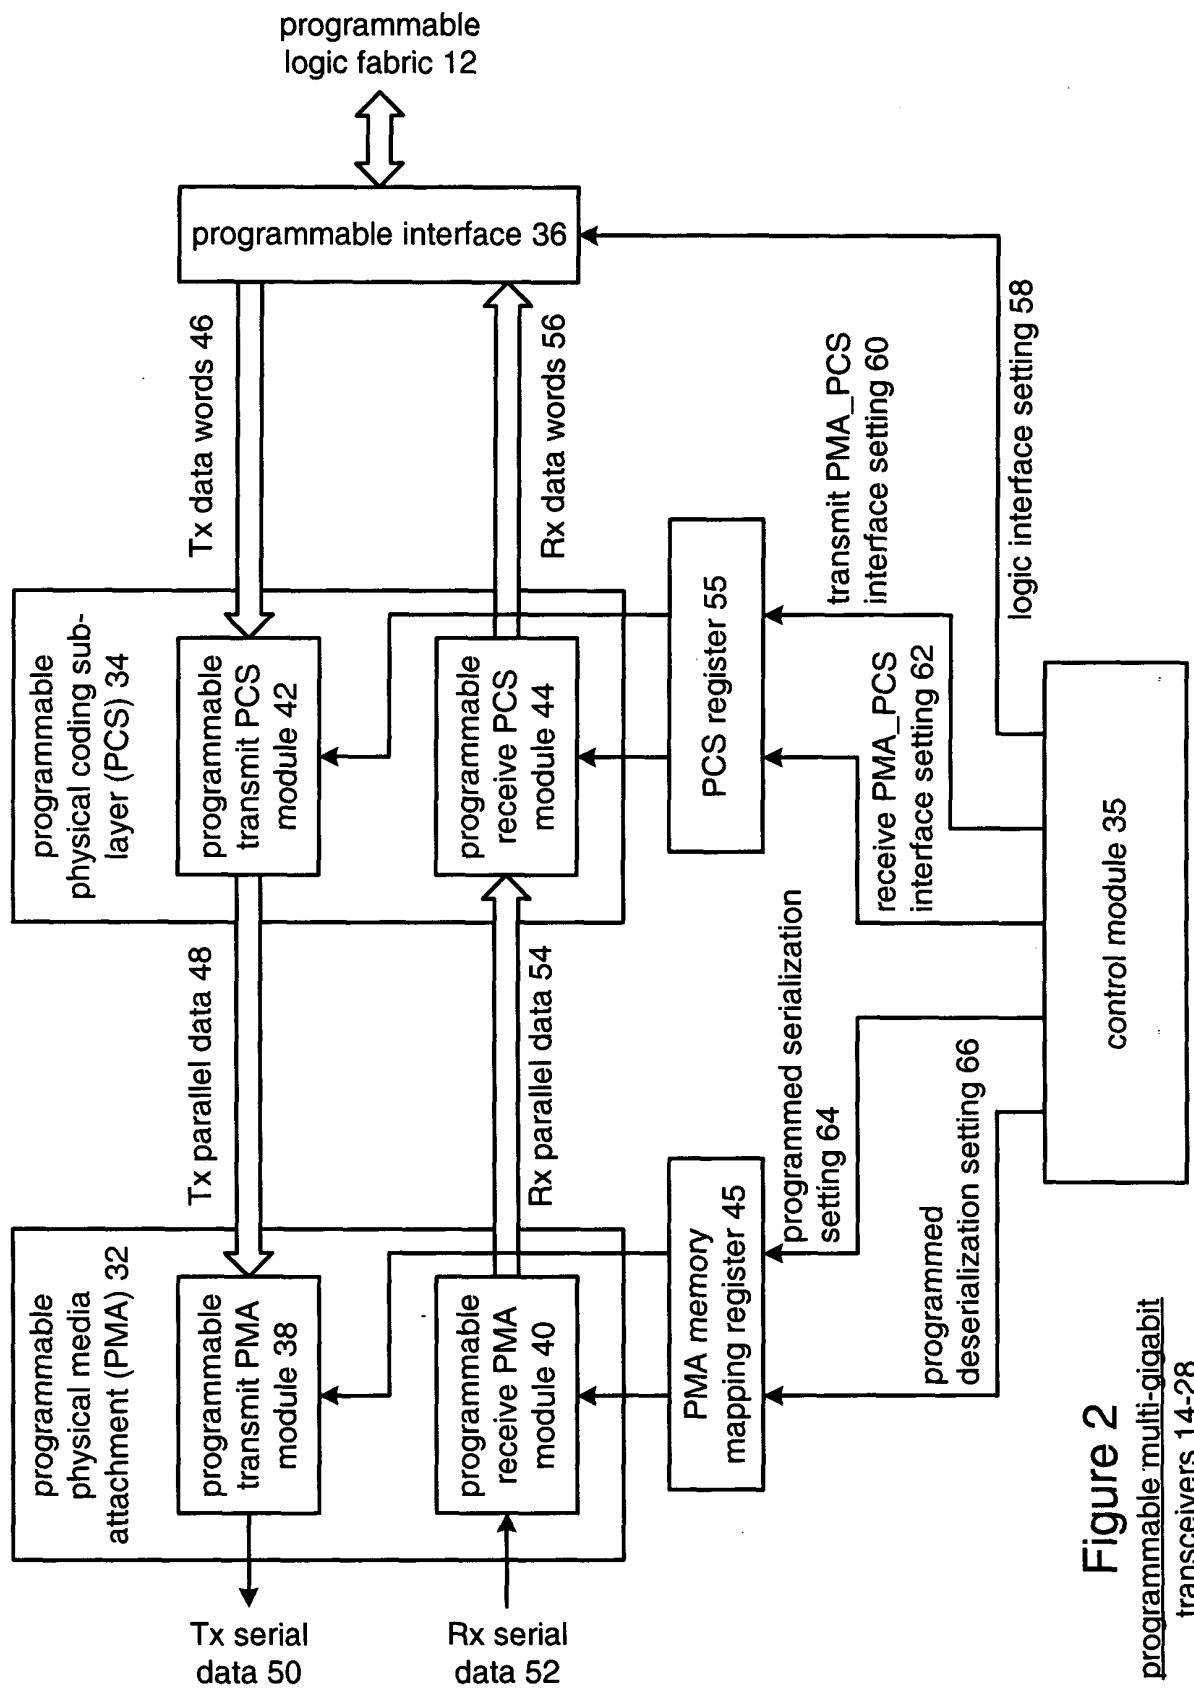 programmable
logic fabric 12
programmable interface 36
Tx data words 46
Rx data words 56
programmable
physical coding sub-
layer (PCS) 34
programmable
transmit PCS
module 42
programmable
receive PCS
module 44
PCS register 55
transmit PMA_PCS
interface setting 60
receive PMA_PCS
interface setting 62
logic interface setting 58
Tx parallel data 48
Rx parallel data 54
programmed serialization
setting 64
programmable
physical media
attachment (PMA) 32
programmable
transmit PMA
module 38
programmable
receive PMA
module 40
PMA memory
mapping register 45
programmed
deserialization setting 66
control module 35
Tx serial
data 50
Rx serial
data 52
Figure 2
programmable multi-gigabit
transceivers 14-28